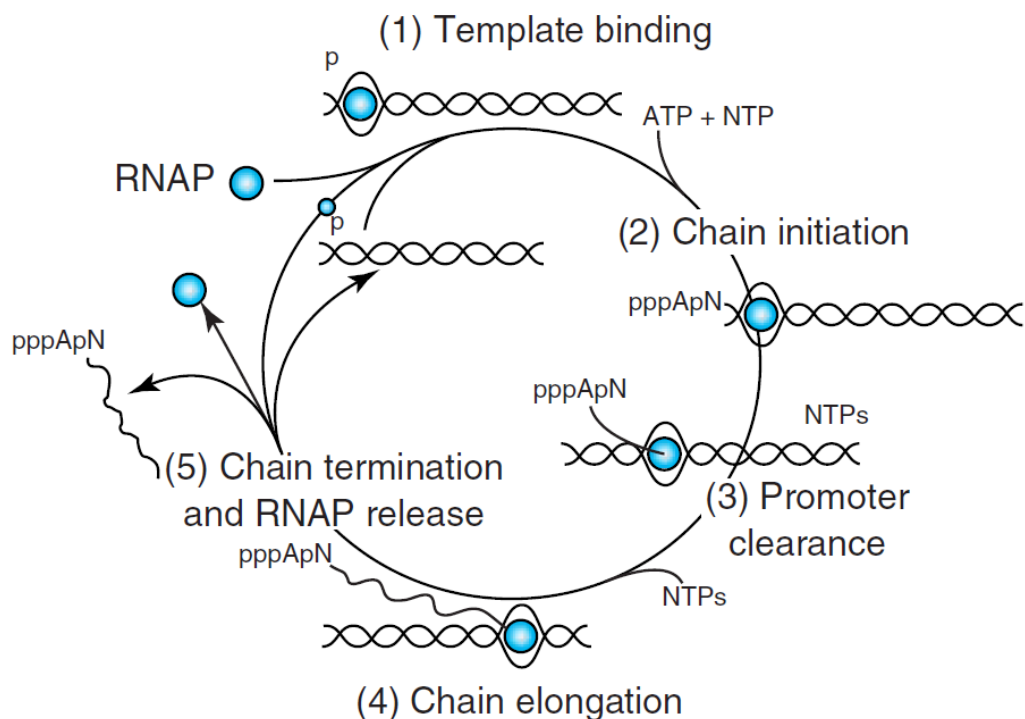 (1) Template binding
p
ATP + NTP
RNAP
p
(2) Chain initiation
pppApN
pppApN
pppApN
NTPs
(5) Chain termination
and RNAP release
(3) Promoter
clearance
pppApN
NTPs
(4) Chain elongation